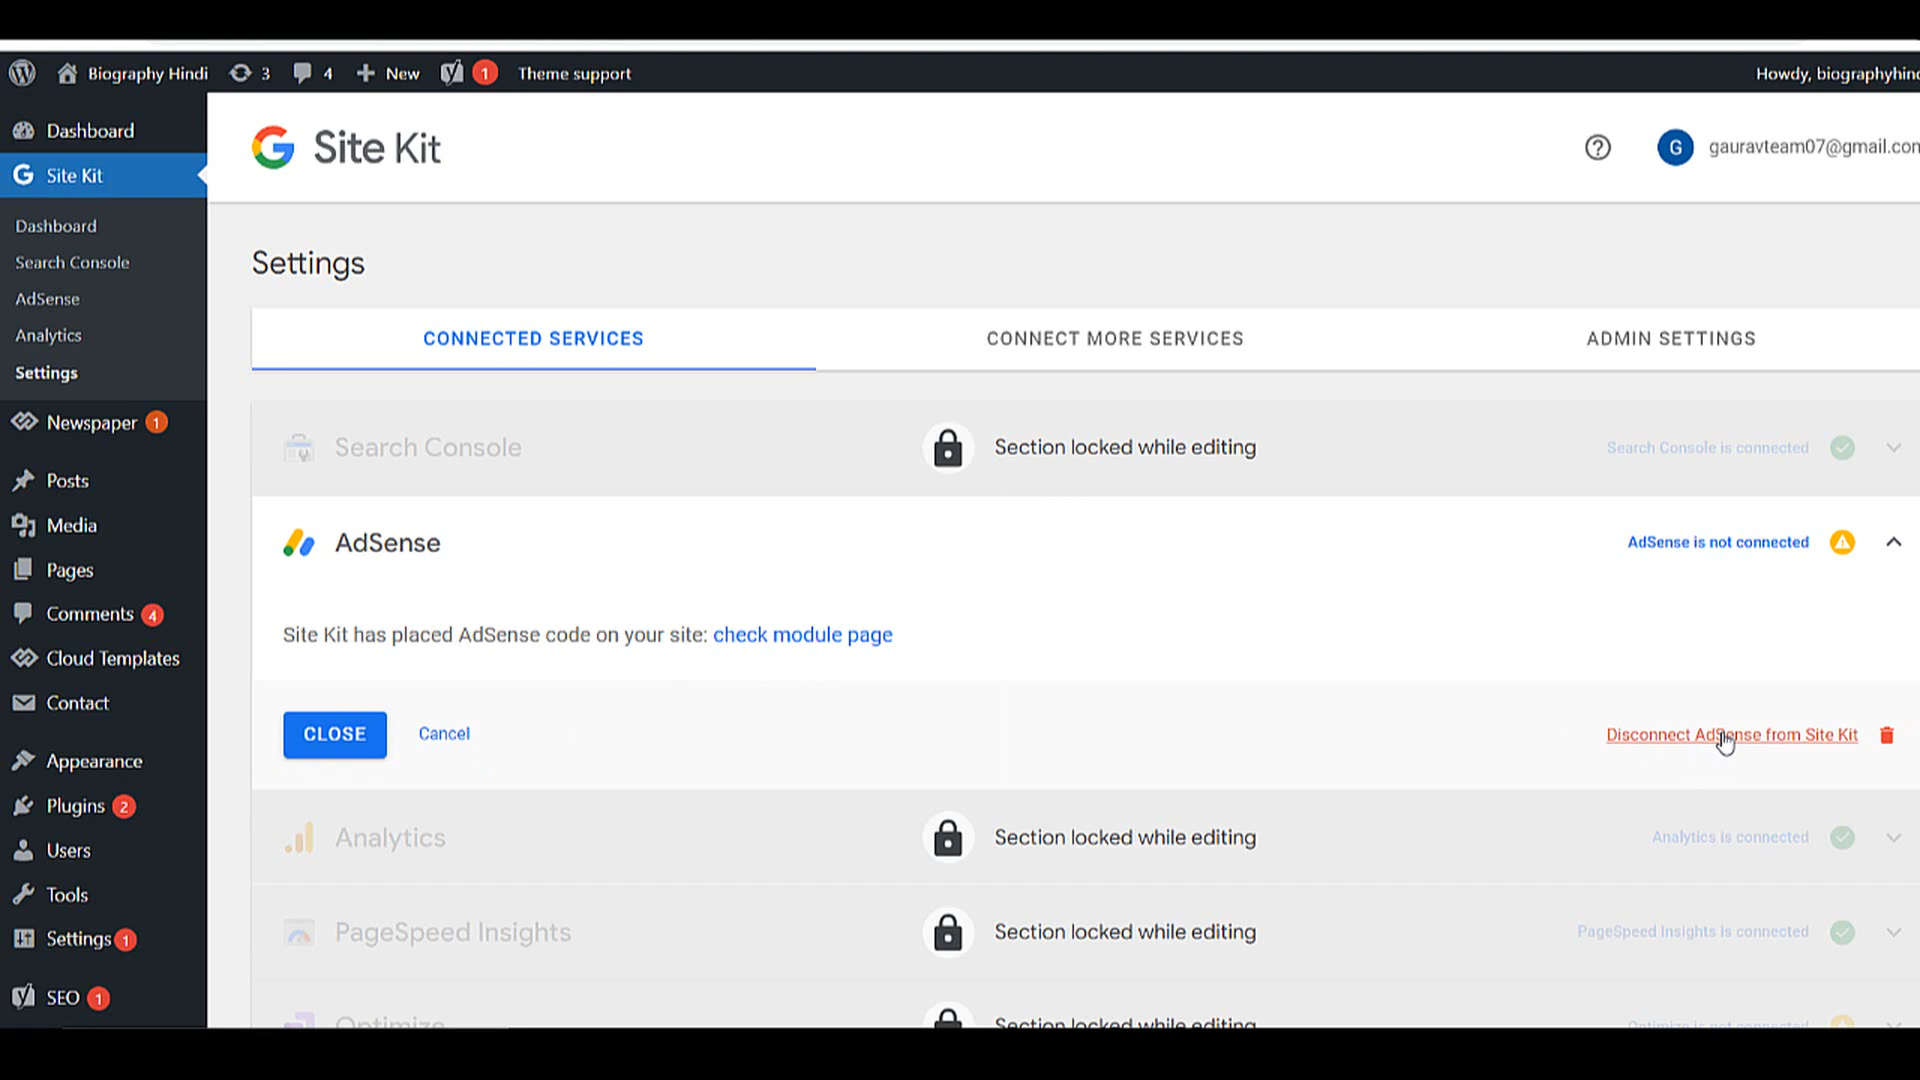 Biography Hindi 3 4 New 1 Theme support Howdy, biographyhind
Dashboard
Site Kit
Dashboard
Search Console
AdSense
Analytics
Settings
Newspaper 1
Posts
Media
Pages
Comments 4
Cloud Templates
Contact
Appearance
Plugins 2
Users
Tools
Settings 1
SEO 1
Site Kit
G gauravteam07@gmail.com
Settings
CONNECTED SERVICES CONNECT MORE SERVICES ADMIN SETTINGS
Search Console Section locked while editing Search Console is connected
AdSense AdSense is not connected
Site Kit has placed AdSense code on your site: check module page
CLOSE Cancel Disconnect AdSense from Site Kit
Analytics Section locked while editing Analytics is connected
PageSpeed Insights Section locked while editing PageSpeed Insights is connected
Optimize Section locked while editing Optimize is not connected